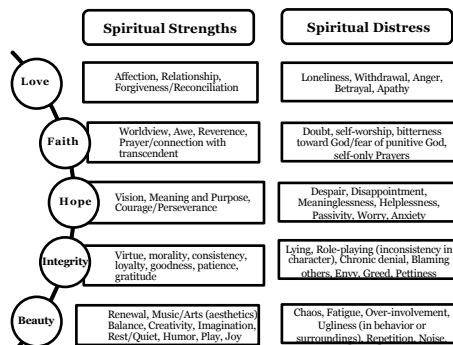 Spiritual Strengths
Spiritual Distress
Love
Affection, Relationship,
Forgiveness/Reconciliation
Loneliness, Withdrawal, Anger,
Betrayal, Apathy
Faith
Worldview, Awe, Reverence,
Prayer/connection with
transcendent
Doubt, self-worship, bitterness
toward God/fear of punitive God,
self-only Prayers
Hope
Vision, Meaning and Purpose,
Courage/Perseverance
Despair, Disappointment,
Meaninglessness, Helplessness,
Passivity, Worry, Anxiety
Integrity
Virtue, morality, consistency,
loyalty, goodness, patience,
gratitude
Lying, Role-playing (inconsistency in
character), Chronic denial, Blaming
others, Envy, Greed, Pettiness
Beauty
Renewal, Music/Arts (aesthetics)
Balance, Creativity, Imagination,
Rest/Quiet, Humor, Play, Joy
Chaos, Fatigue, Over-involvement,
Ugliness (in behavior or
surroundings), Repetition, Noise,